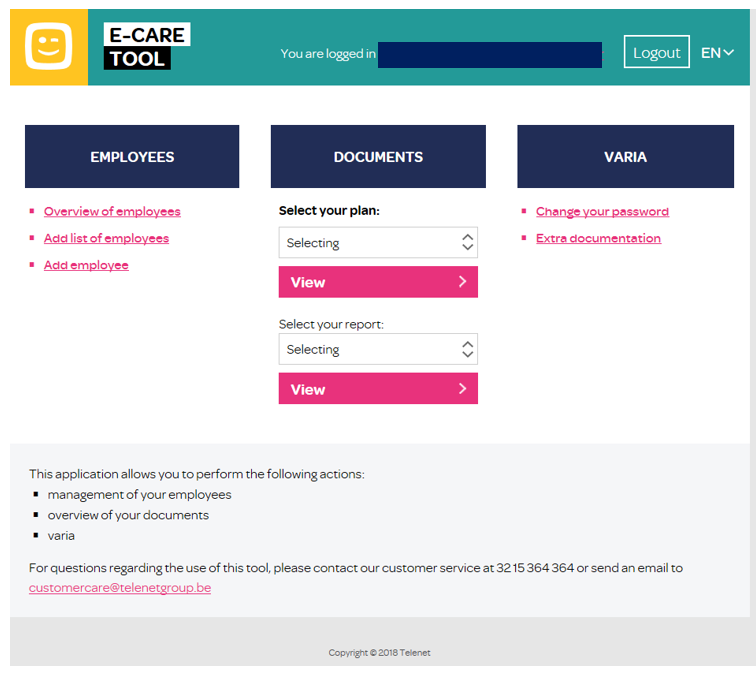 E-CARE
TOOL
You are logged in
Logout
EN
EMPLOYEES
Overview of employees
Add list of employees
Add employee
DOCUMENTS
Select your plan:
Selecting
View
Select your report:
Selecting
View
VARIA
Change your password
Extra documentation
This application allows you to perform the following actions:
management of your employees
overview of your documents
varia
For questions regarding the use of this tool, please contact our customer service at 32 15 364 364 or send an email to
customercare@telenetgroup.be
Copyright © 2018 Telenet